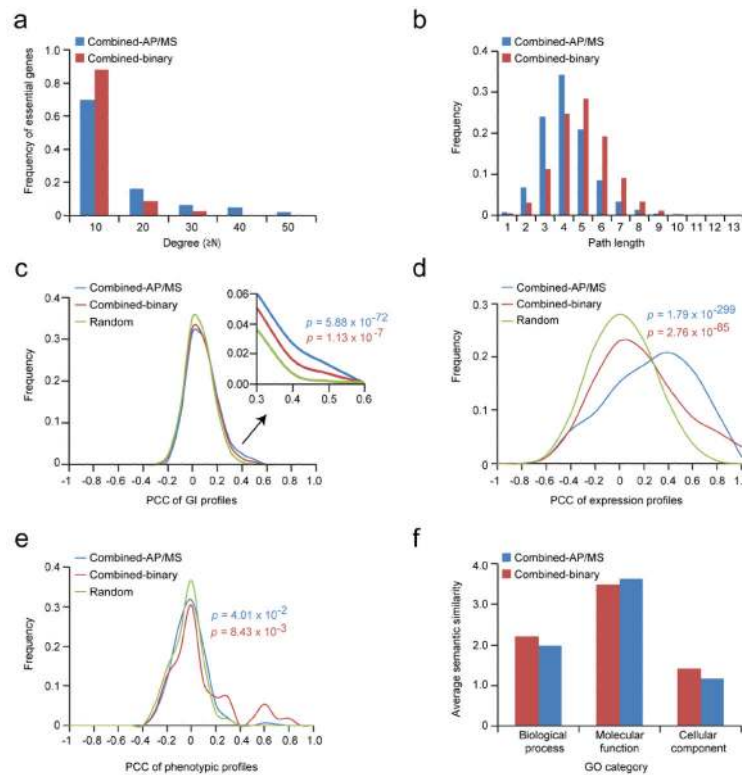 a
Combined-AP/MS
Combined-binary
Frequency of essential genes
1.0
0.8
0.6
0.4
0.2
0
10 20 30 40 50
Degree (≥N)
b
Combined-AP/MS
Combined-binary
Frequency
0.4
0.3
0.2
0.1
0
1 2 3 4 5 6 7 8 9 10 11 12 13
Path length
c
Combined-AP/MS
Combined-binary
Random
Frequency
0.4
0.3
0.2
0.1
0
-1 -0.8 -0.6 -0.4 -0.2 0 0.2 0.4 0.6 0.8 1.0
PCC of GI profiles
0.06
0.04
0.02
0.00
0.3 0.4 0.5 0.6
p = 5.88 x 10-72
p = 1.13 x 10-7
d
Combined-AP/MS
Combined-binary
Random
p = 1.79 x 10-299
p = 2.76 x 10-85
Frequency
0.3
0.2
0.1
0
-1 -0.8 -0.6 -0.4 -0.2 0 0.2 0.4 0.6 0.8 1.0
PCC of expression profiles
e
Combined-AP/MS
Combined-binary
Random
p = 4.01 x 10-2
p = 8.43 x 10-3
Frequency
0.4
0.3
0.2
0.1
0
-1 -0.8 -0.6 -0.4 -0.2 0 0.2 0.4 0.6 0.8 1.0
PCC of phenotypic profiles
f
Combined-AP/MS
Combined-binary
Average semantic similarity
4.0
3.0
2.0
1.0
0
Biological process
Molecular function
Cellular component
GO category